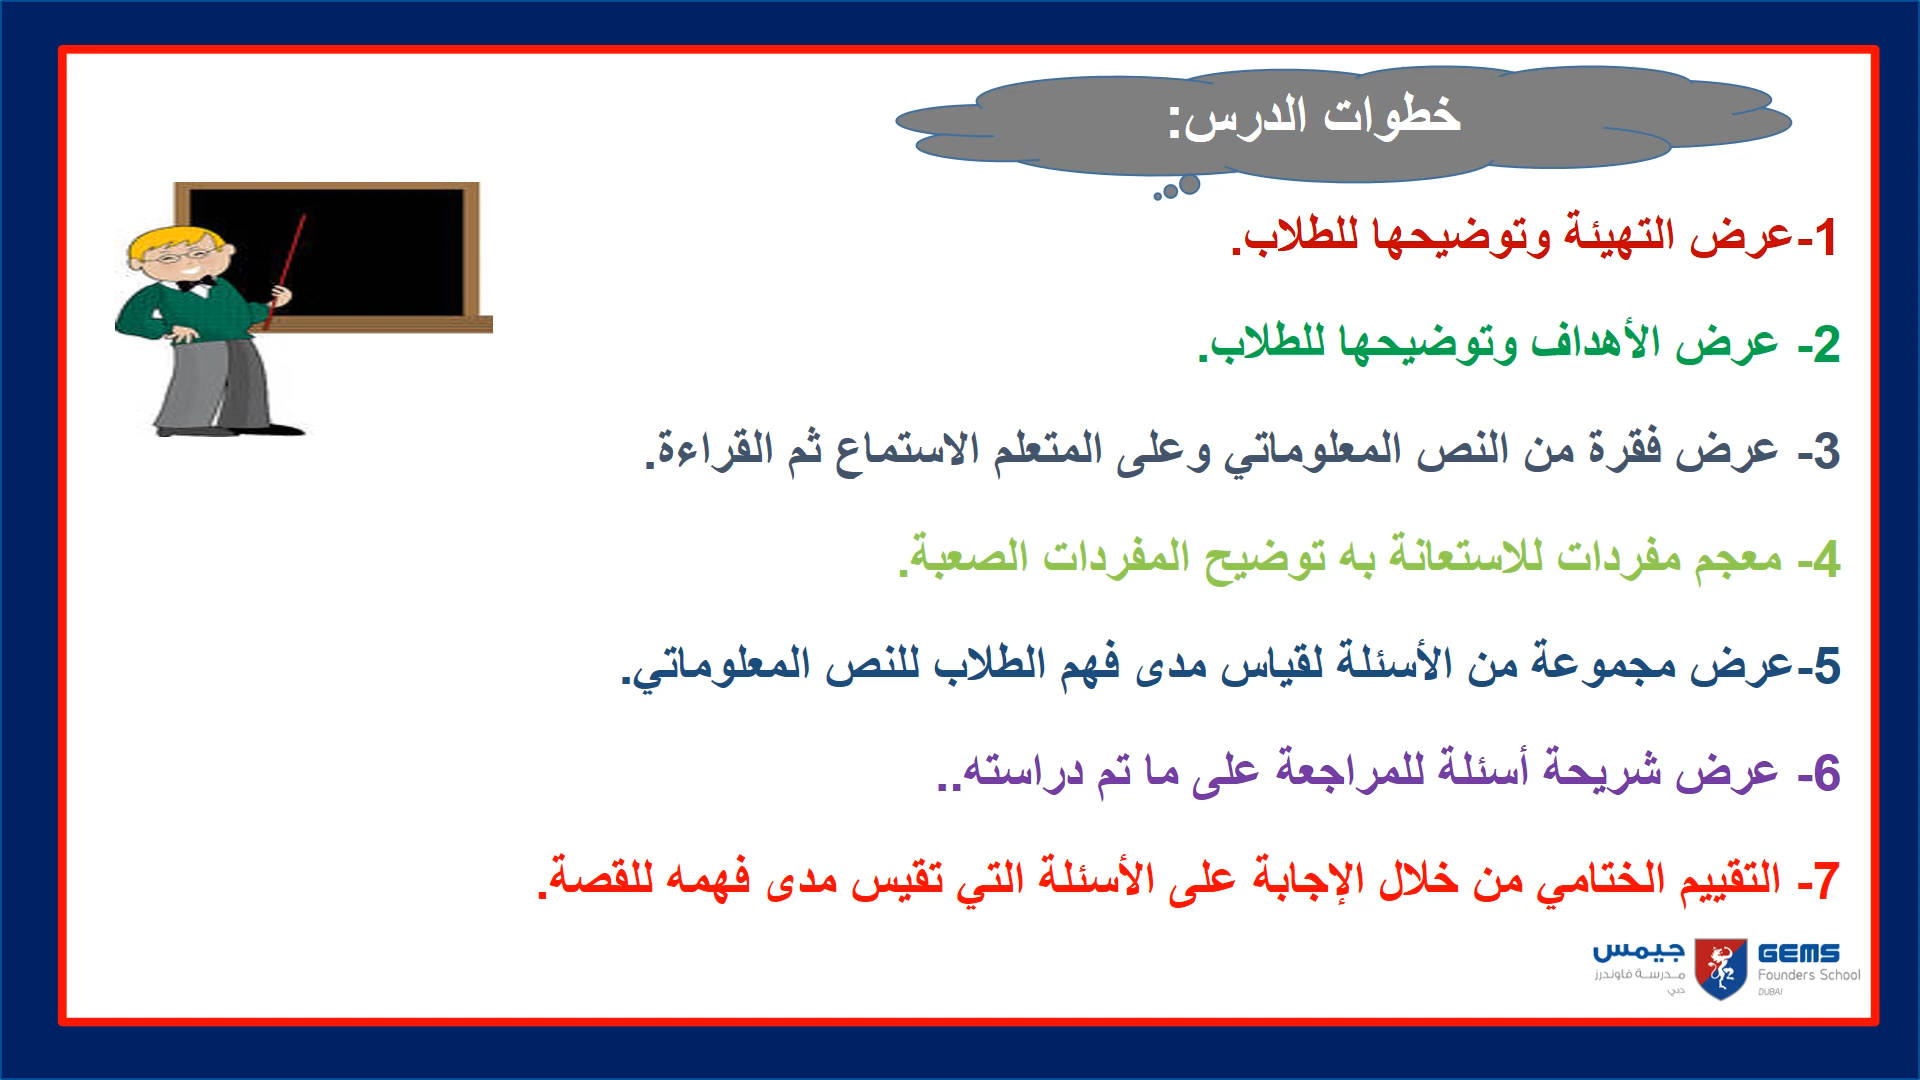 خطوات الدرس:
1-عرض التهيئة وتوضيحها للطلاب.
2- عرض الأهداف وتوضيحها للطلاب.
3- عرض فقرة من النص المعلوماتي وعلى المتعلم الاستماع ثم القراءة.
4- معجم مفردات للاستعانة به توضيح المفردات الصعبة.
5-عرض مجموعة من الأسئلة لقياس مدى فهم الطلاب للنص المعلوماتي.
6- عرض شريحة أسئلة للمراجعة على ما تم دراسته..
7- التقييم الختامي من خلال الإجابة على الأسئلة التي تقيس مدى فهمه للقصة.
جيمس
مدرسة فاوندرز
دبي
GEMS
Founders School
DUBAI